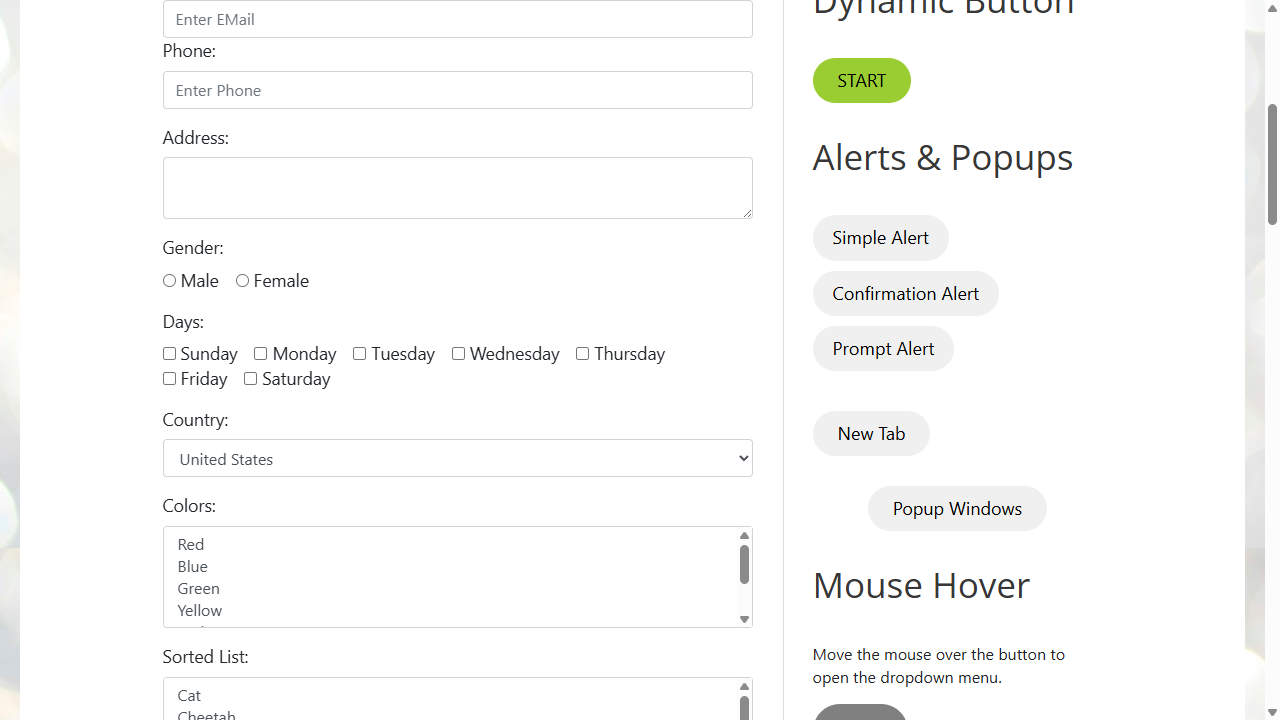 Enter EMail
Phone:
Enter Phone
Address:
Gender:
Male Female
Days:
Sunday Monday Tuesday Wednesday Thursday
Friday Saturday
Country:
United States
Colors:
Red
Blue
Green
Yellow
Sorted List:
Cat
Cheetah
Dynamic Button
START
Alerts & Popups
Simple Alert
Confirmation Alert
Prompt Alert
New Tab
Popup Windows
Mouse Hover
Move the mouse over the button to
open the dropdown menu.